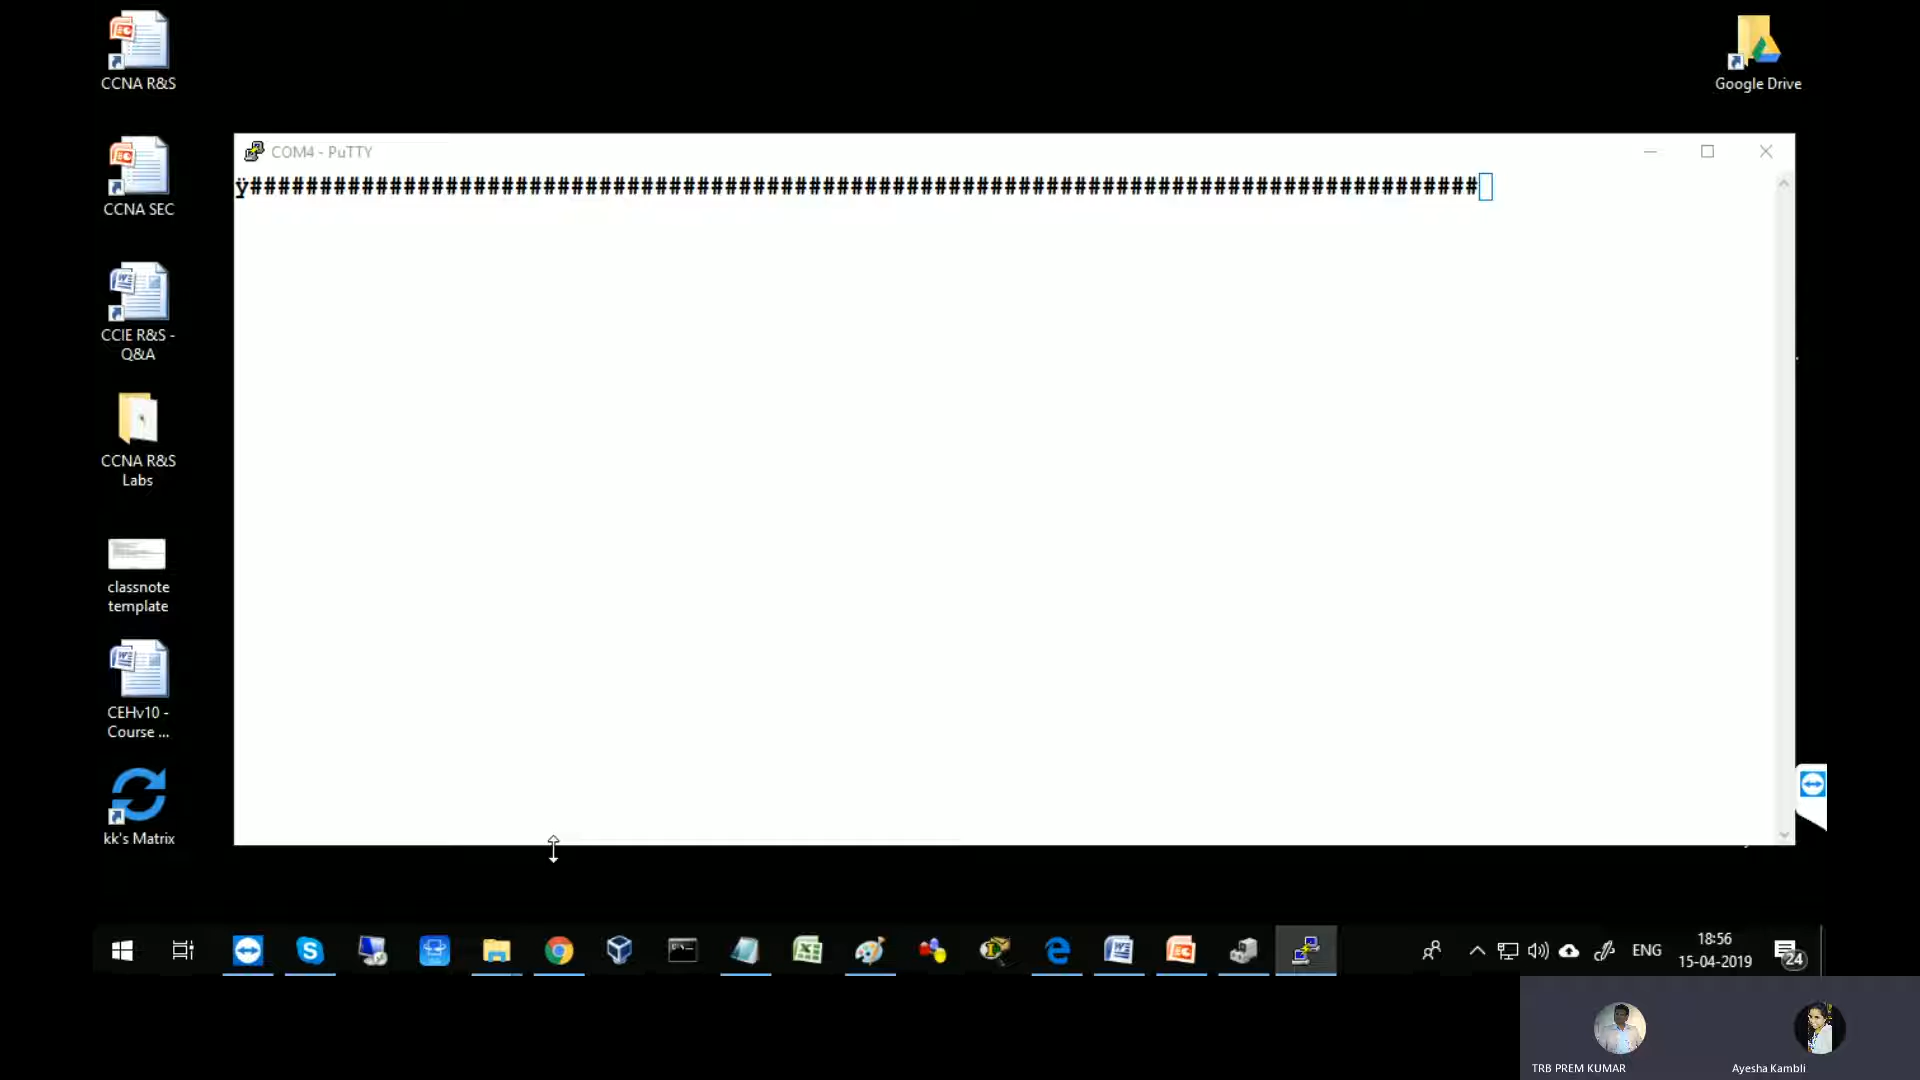 CCNA R&S
Google Drive
CCNA SEC
COM4 - PuTTY
ÿ#########################################################################################
CCIE R&S -
Q&A
CCNA R&S
Labs
classnote
template
CEHv10 -
Course ...
kk's Matrix
ENG
18:56
15-04-2019
24
TRB PREM KUMAR
Ayesha Kambli